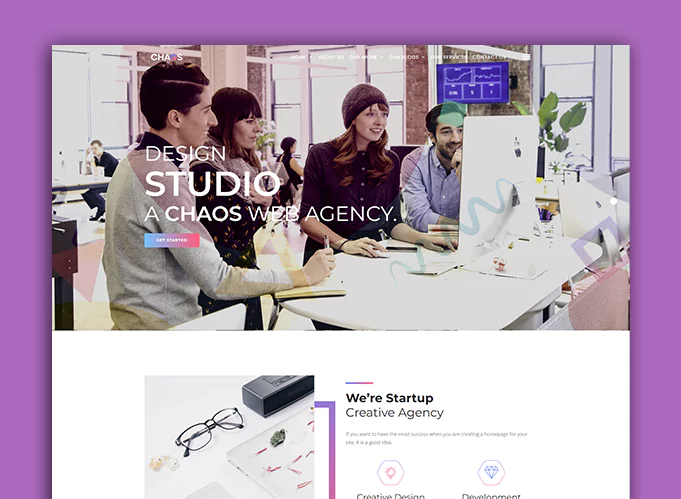 CHAOS
HOME ABOUT US OUR WORK OUR BLOGS OUR SERVICES CONTACT US
DESIGN
STUDIO
A CHAOS WEB AGENCY.
GET STARTED
We're Startup
Creative Agency
If you want to have the most success when you are creating a homepage for your
site, it is a good idea.
Creative Design
Development